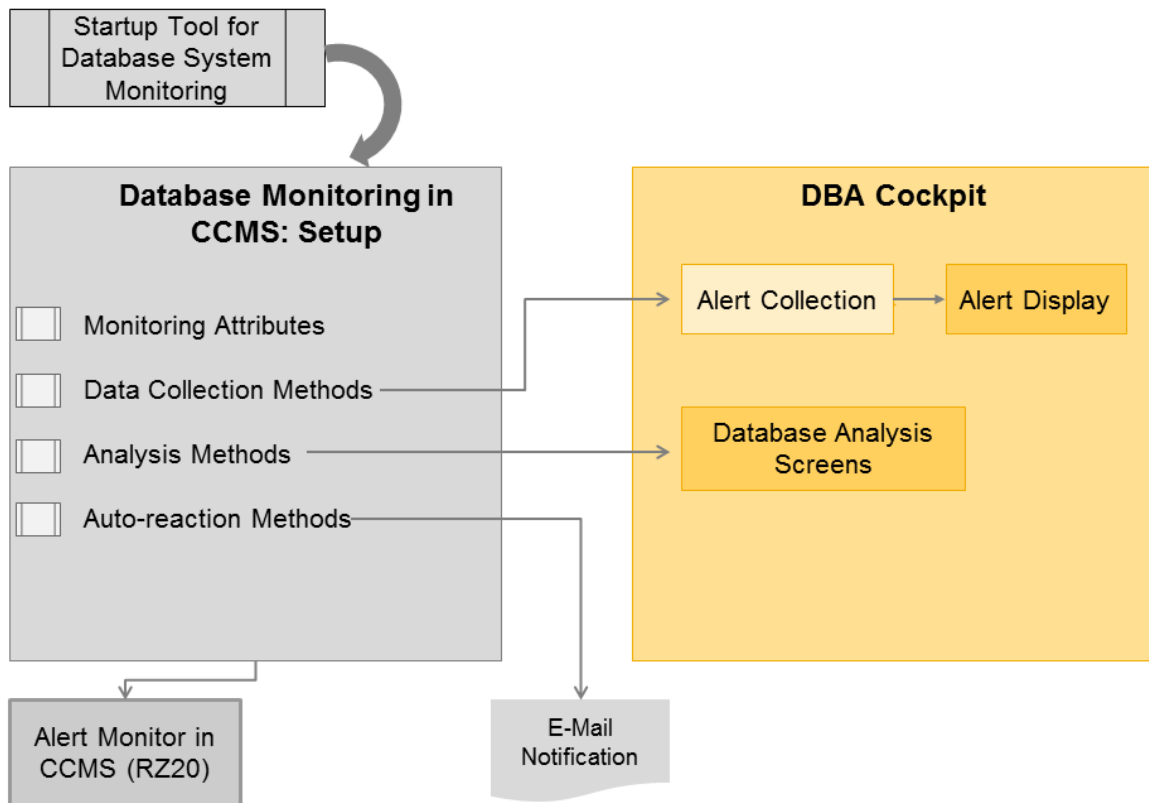 Startup Tool for
Database System
Monitoring
Database Monitoring in
CCMS: Setup
Monitoring Attributes
Data Collection Methods
Analysis Methods
Auto-reaction Methods
DBA Cockpit
Alert Collection
Alert Display
Database Analysis
Screens
Alert Monitor in
CCMS (RZ20)
E-Mail
Notification